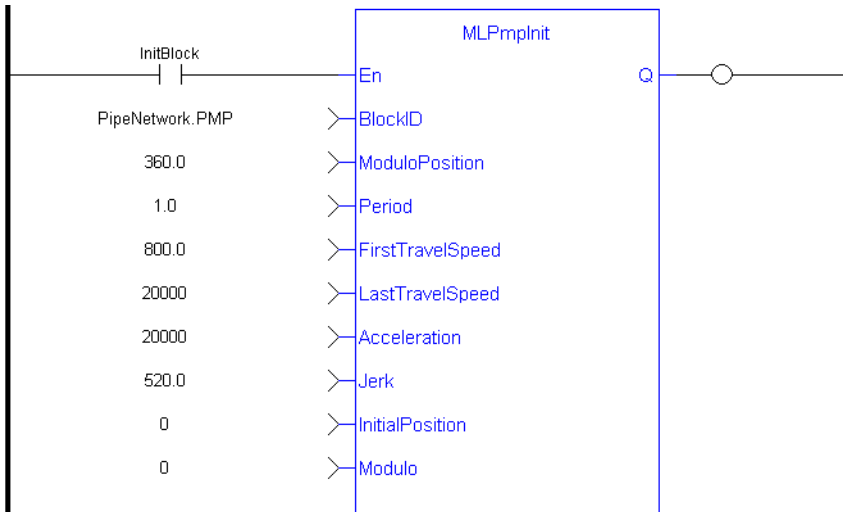 MLPmpInit
InitBlock
En Q
PipeNetwork.PMP BlockID
360.0 ModuloPosition
1.0 Period
800.0 FirstTravelSpeed
20000 LastTravelSpeed
20000 Acceleration
520.0 Jerk
0 InitialPosition
0 Modulo